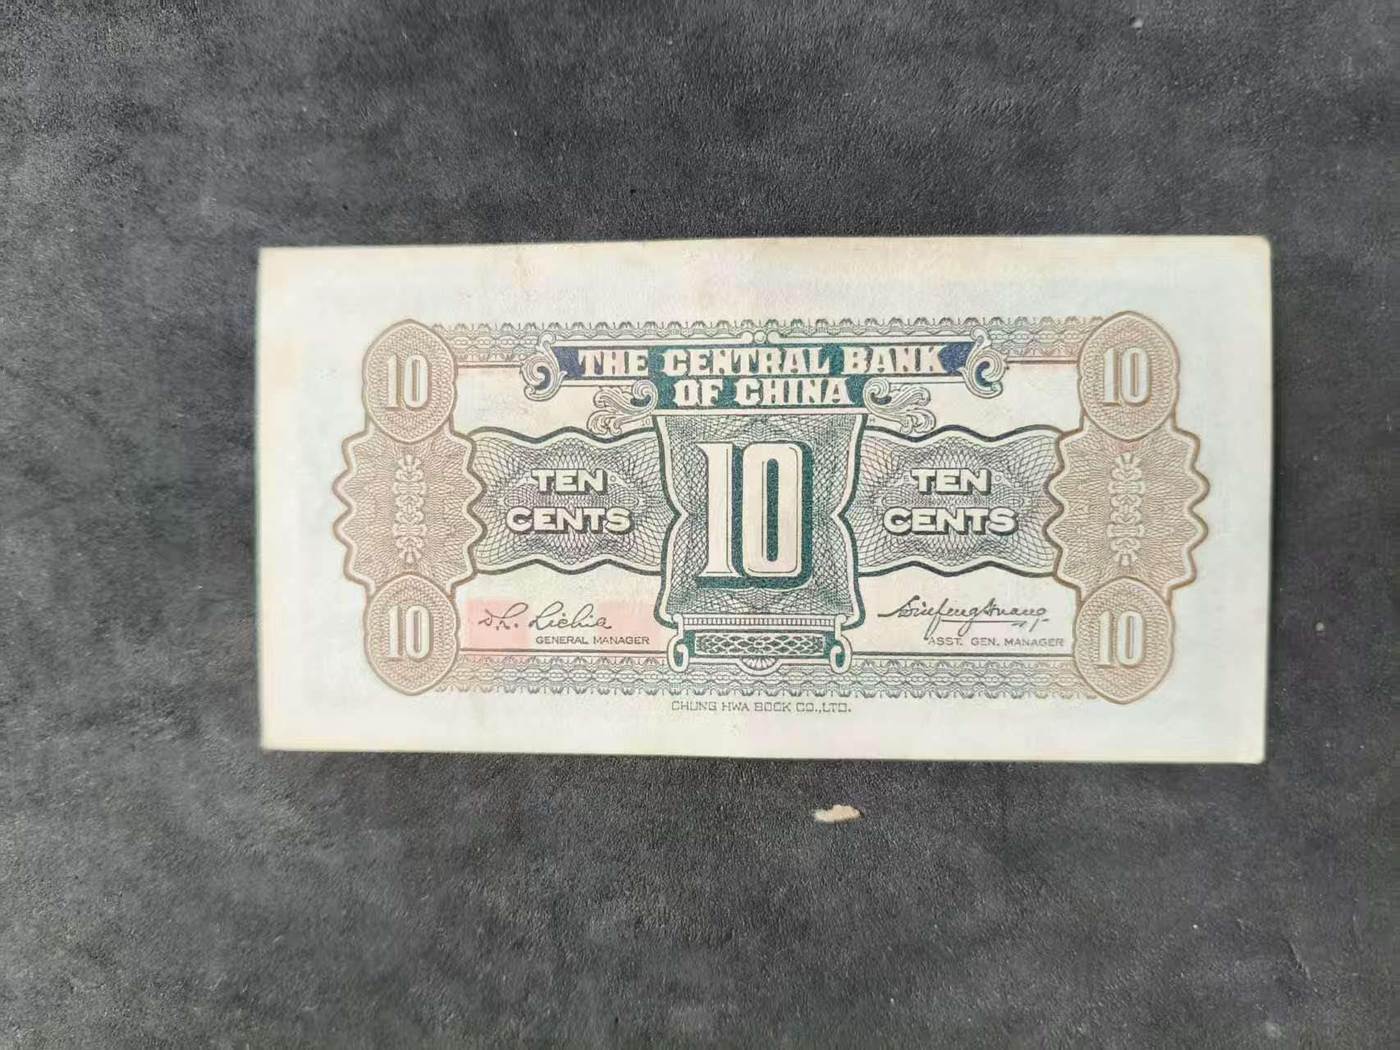 10
10
THE CENTRAL BANK
OF CHINA
TEN
CENTS
10
TEN
CENTS
GENERAL MANAGER
ASST. GEN. MANAGER
10
10
CHUNG HWA BOOK CO.,LTD.